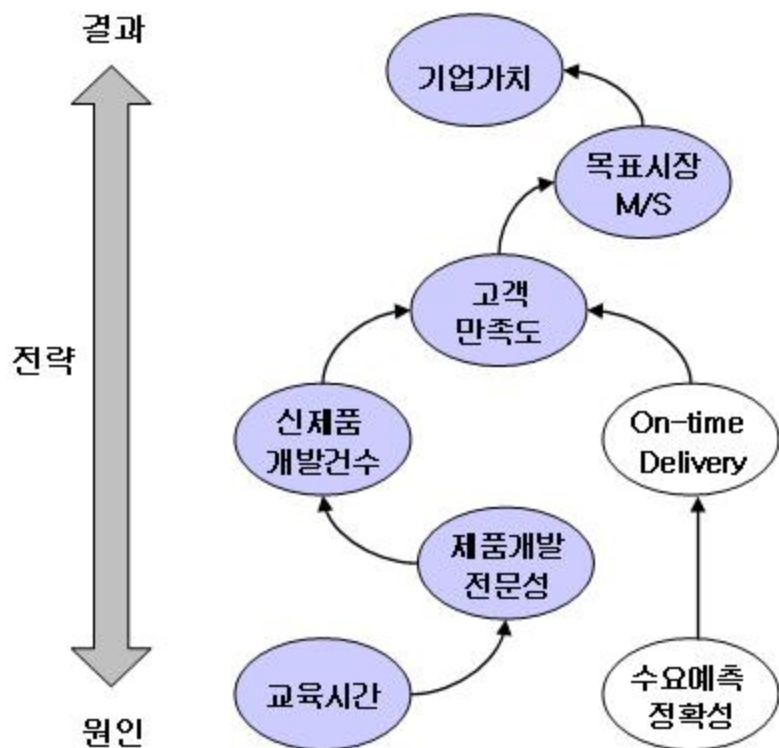 결과
기업가치
목표시장
M/S
고객
만족도
전략
신제품
개발건수
On-time
Delivery
제품개발
전문성
교육시간
수요예측
정확성
원인